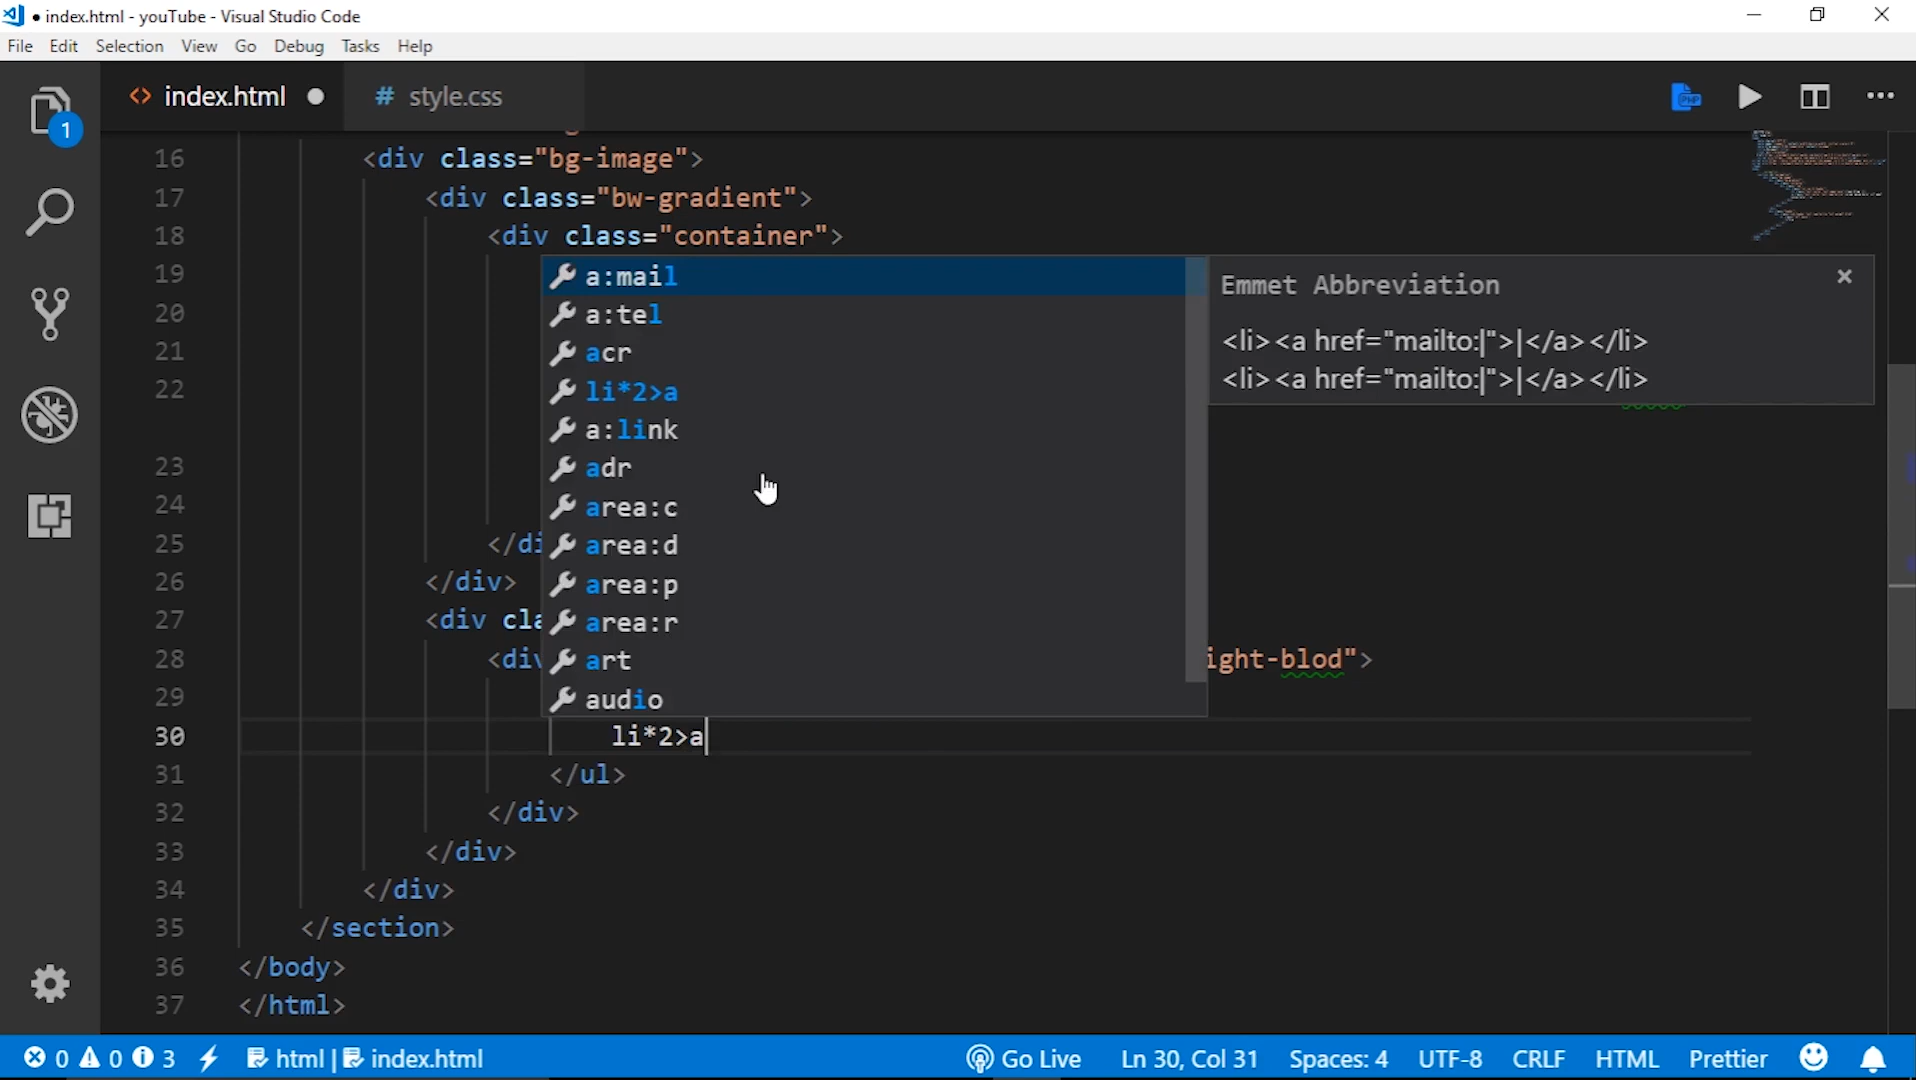 index.html - youTube - Visual Studio Code
File Edit Selection View Go Debug Tasks Help
1
<> index.html ● # style.css
PHP
16 <div class="bg-image">
17 <div class="bw-gradient">
18 <div class="container">
19 a:mail
20 a:tel
21 acr
22 li*2>a
a:link
23 adr
24 area:c
25 </di area:d
26 </div> area:p
27 <div cla area:r
28 <div art ight-blod">
29 audio
Emmet Abbreviation
<li><a href="mailto:|">|</a></li>
<li><a href="mailto:|">|</a></li>
30 li*2>a
31 </ul>
32 </div>
33 </div>
34 </div>
35 </section>
36 </body>
37 </html>
0 0 3 html | index.html Go Live Ln 30, Col 31 Spaces: 4 UTF-8 CRLF HTML Prettier